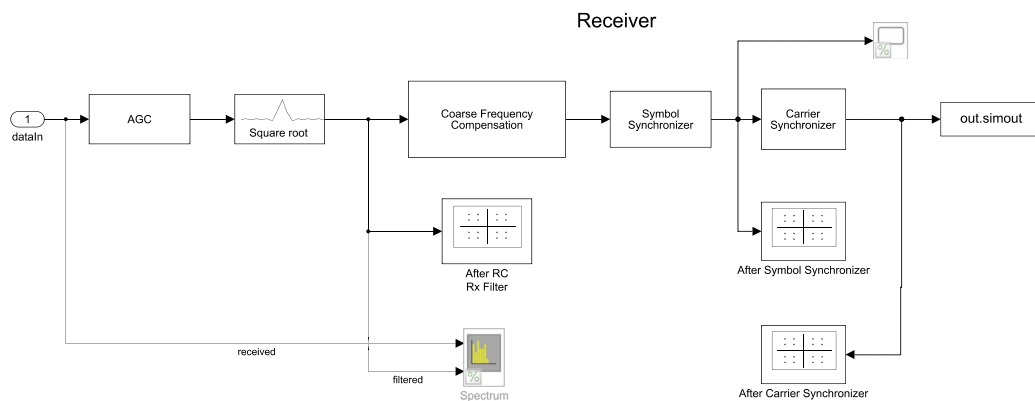 Receiver
%
1
dataIn
AGC
Square root
Coarse Frequency
Compensation
Symbol
Synchronizer
Carrier
Synchronizer
out.simout
After RC
Rx Filter
After Symbol Synchronizer
received
filtered
%
Spectrum
After Carrier Synchronizer